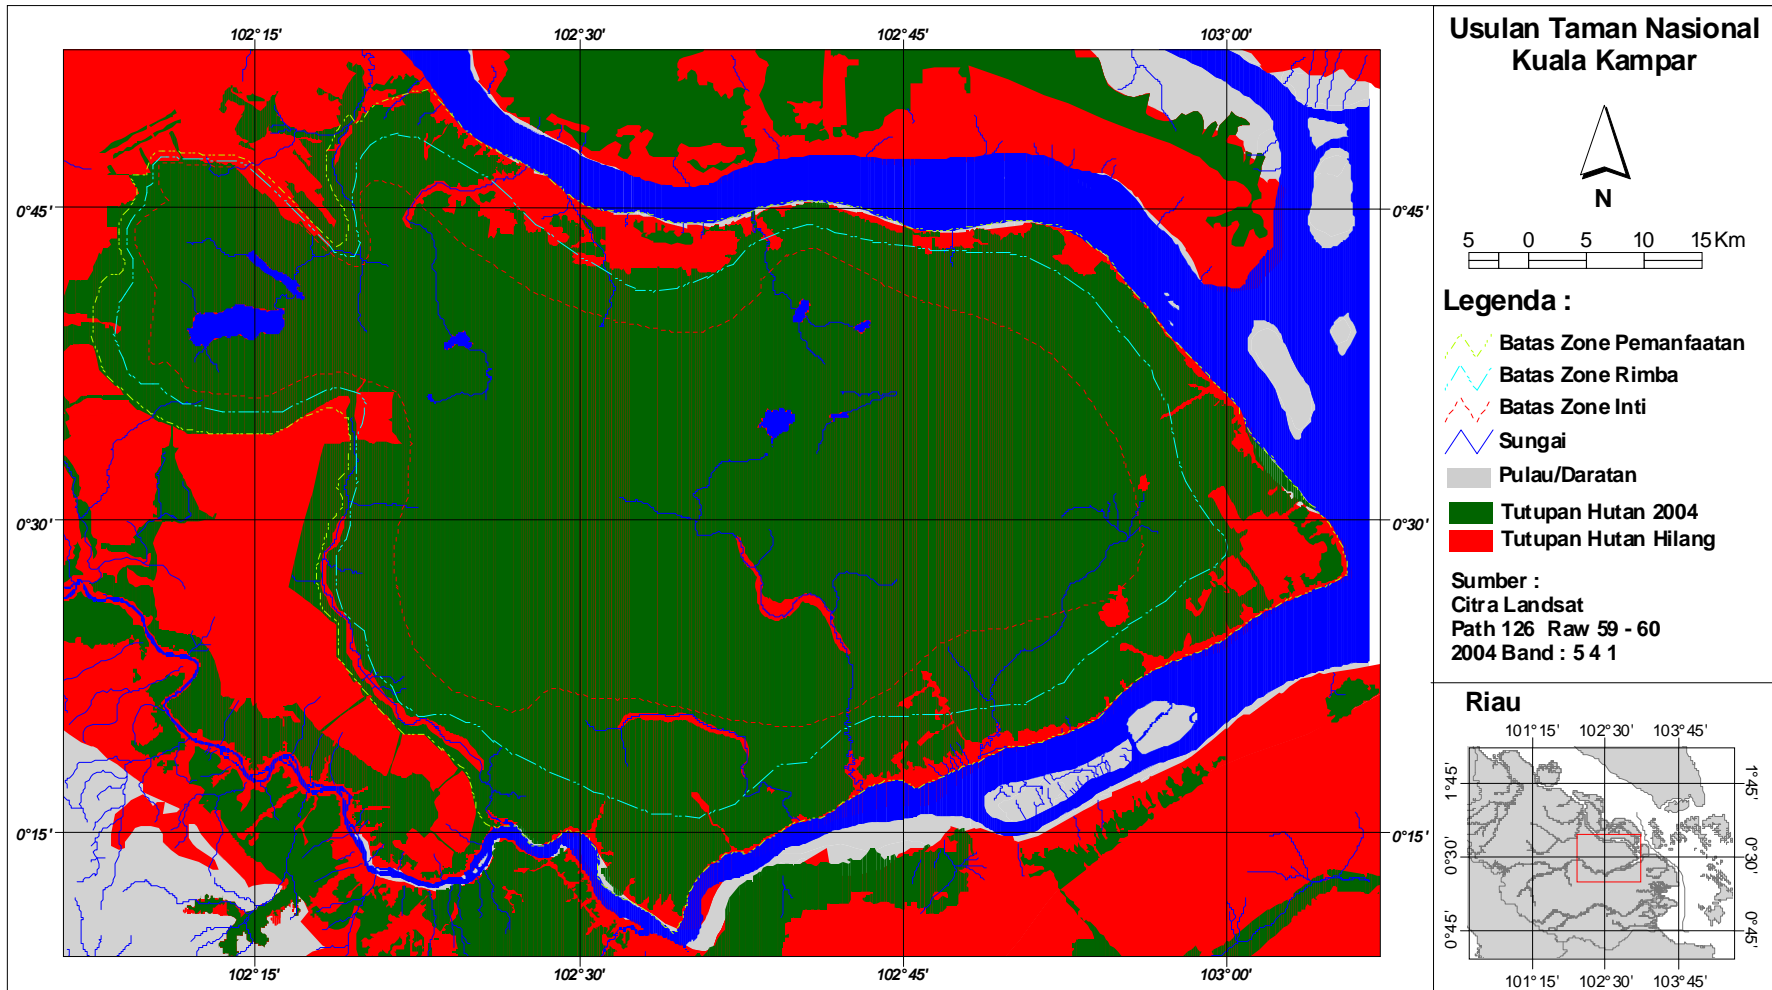 102°15' 102°30' 102°45' 103°00'
0°45' 0°45'
0°30' 0°30'
0°15' 0°15'
102°15' 102°30' 102°45' 103°00'
Usulan Taman Nasional
Kuala Kampar
N
5 0 5 10 15 Km
Legenda :
Batas Zone Pemanfaatan
Batas Zone Rimba
Batas Zone Inti
Sungai
Pulau/Daratan
Tutupan Hutan 2004
Tutupan Hutan Hilang
Sumber :
Citra Landsat
Path 126 Raw 59 - 60
2004 Band : 5 4 1
Riau
101°15' 102°30' 103°45'
1°45' 1°45'
0°30' 0°30'
0°45' 0°45'
101°15' 102°30' 103°45'